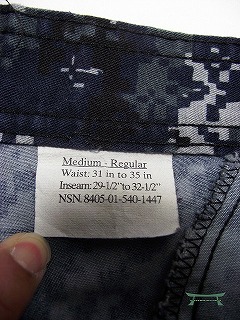 Medium - Regular
Waist: 31 in to 35 in
Inseam: 29-1/2" to 32-1/2"
NSN. 8405-01-540-1447